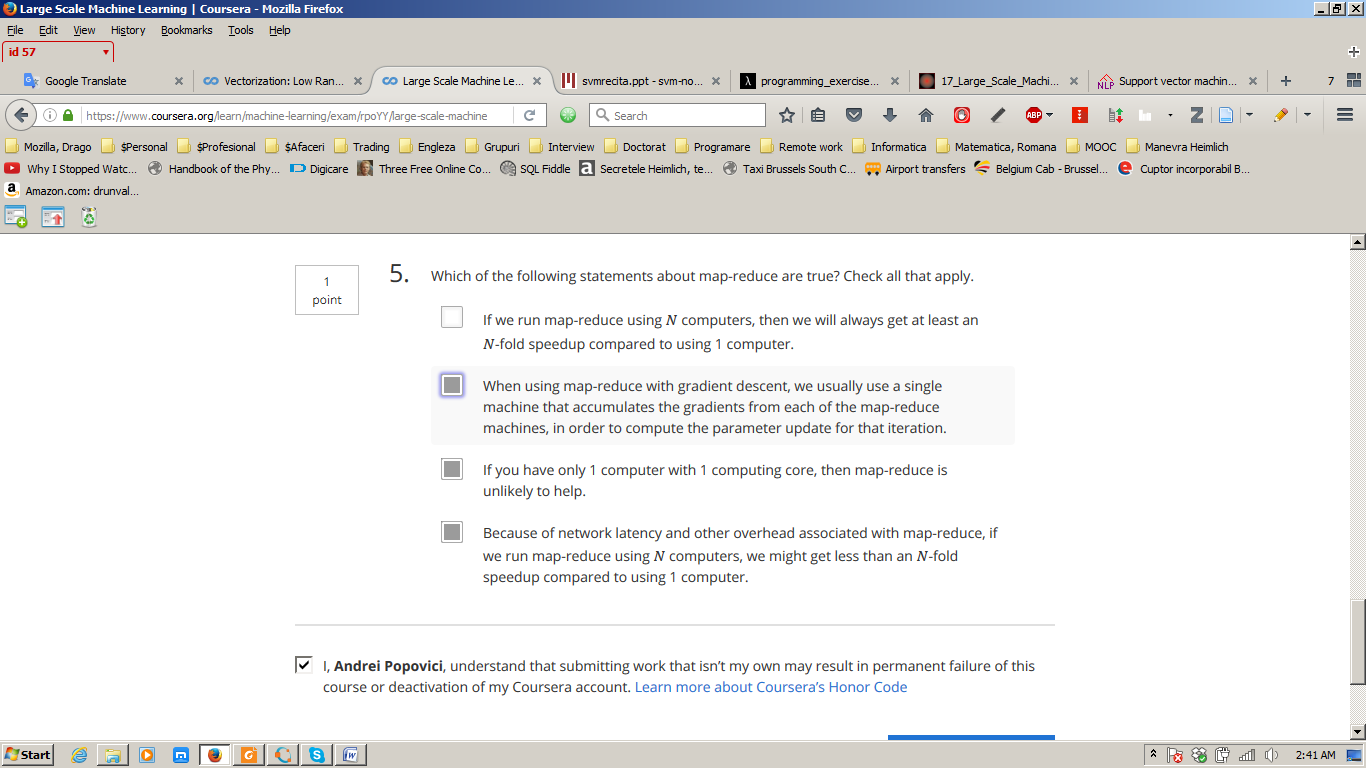 Large Scale Machine Learning | Coursera - Mozilla Firefox
File Edit View History Bookmarks Tools Help
id 57
Google Translate Vectorization: Low Ran... Large Scale Machine Le... svmrecita.ppt - svm-no... programming_exercise... 17_Large_Scale_Machi... NLP Support vector machin... 7
https://www.coursera.org/learn/machine-learning/exam/rpoYY/large-scale-machine Search ABP
Mozilla, Drago $Personal $Profesional $Afaceri Trading Engleza Grupuri Interview Doctorat Programare Remote work Informatica Matematica, Romana MOOC Manevra Heimlich
Why I Stopped Watc... Handbook of the Phy... Digicare Three Free Online Co... SQL Fiddle Secretele Heimlich, te... Taxi Brussels South C... Airport transfers Belgium Cab - Brussel... Cuptor incorporabil B...
Amazon.com: drunval...
1
point
5. Which of the following statements about map-reduce are true? Check all that apply.
If we run map-reduce using N computers, then we will always get at least an
N-fold speedup compared to using 1 computer.
When using map-reduce with gradient descent, we usually use a single
machine that accumulates the gradients from each of the map-reduce
machines, in order to compute the parameter update for that iteration.
If you have only 1 computer with 1 computing core, then map-reduce is
unlikely to help.
Because of network latency and other overhead associated with map-reduce, if
we run map-reduce using N computers, we might get less than an N-fold
speedup compared to using 1 computer.
I, Andrei Popovici, understand that submitting work that isn't my own may result in permanent failure of this
course or deactivation of my Coursera account. Learn more about Coursera's Honor Code
Start 2:41 AM